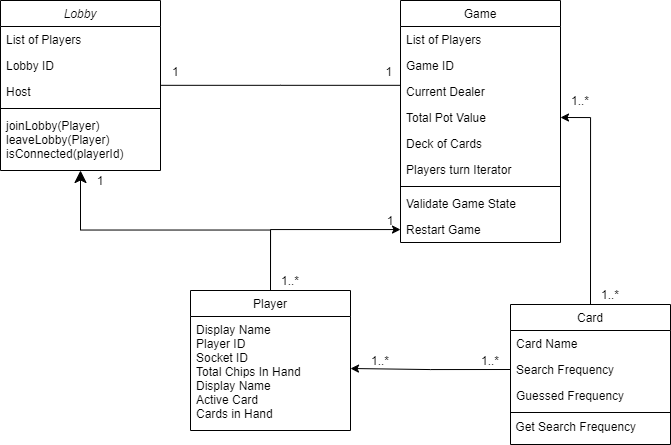 Lobby
List of Players
Lobby ID
Host
joinLobby(Player)
leaveLobby(Player)
isConnected(playerId)
1
1
Game
List of Players
Game ID
Current Dealer
Total Pot Value
Deck of Cards
Players turn Iterator
Validate Game State
Restart Game
1..*
1
1
1..*
1..*
Player
Display Name
Player ID
Socket ID
Total Chips In Hand
Display Name
Active Card
Cards in Hand
1..*
1..*
Card
Card Name
Search Frequency
Guessed Frequency
Get Search Frequency